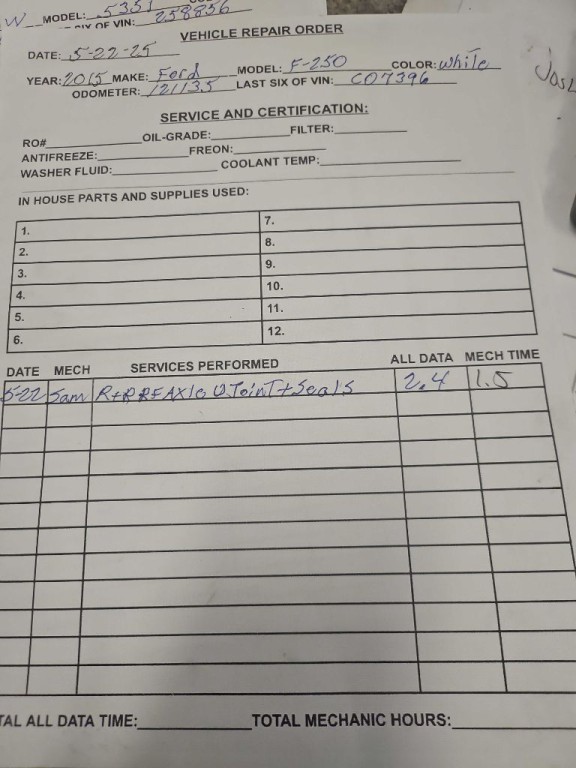 W MODEL: 5351
SIX OF VIN: 258856
VEHICLE REPAIR ORDER
DATE: 5-22-25
YEAR: 2015 MAKE: Ford MODEL: F-250 COLOR: white
ODOMETER: 121135 LAST SIX OF VIN: C07396
SERVICE AND CERTIFICATION:
RO# OIL-GRADE: FILTER:
ANTIFREEZE: FREON:
WASHER FLUID: COOLANT TEMP:
IN HOUSE PARTS AND SUPPLIES USED:
1. 7.
2. 8.
3. 9.
4. 10.
5. 11.
6. 12.
DATE MECH SERVICES PERFORMED ALL DATA MECH TIME
5-22 Sam R+R RF Axle U.Joint + Seals 2.4 1.5
TAL ALL DATA TIME: TOTAL MECHANIC HOURS: